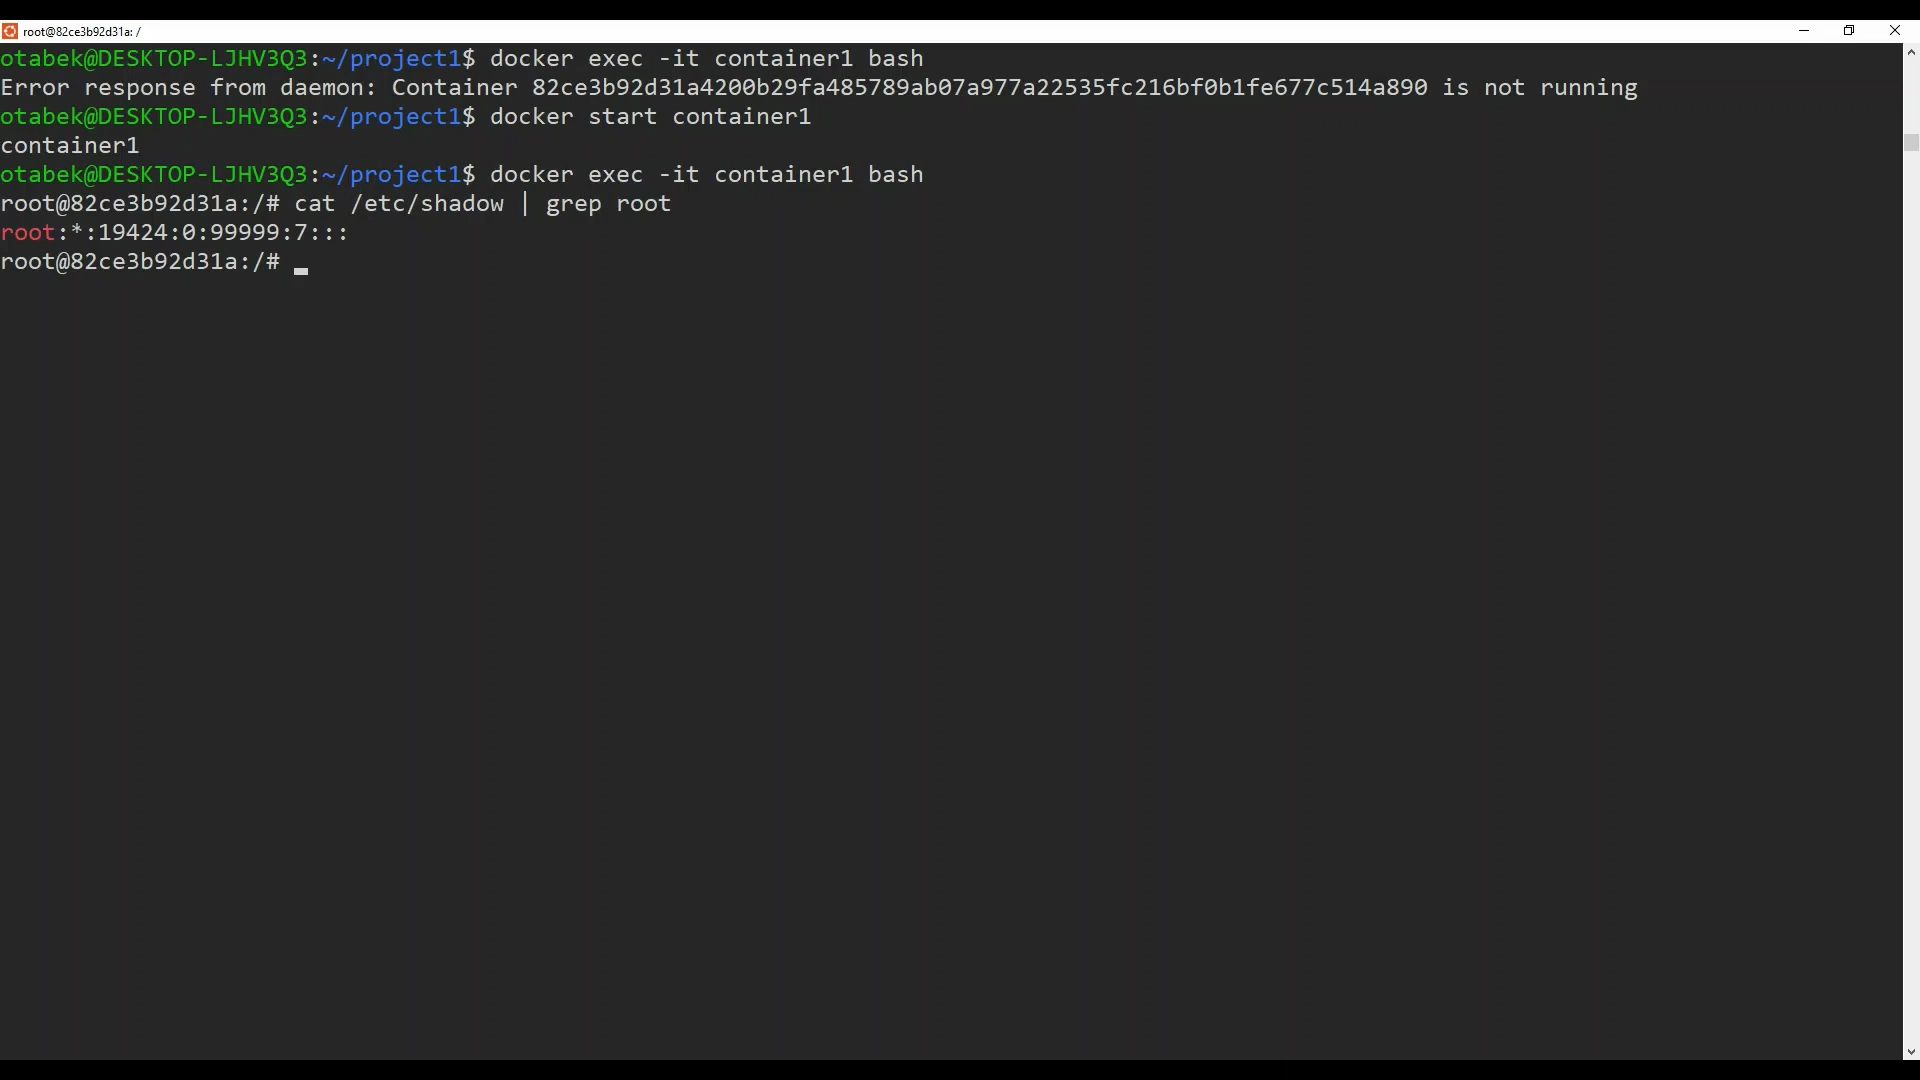 root@82ce3b92d31a: /
otabek@DESKTOP-LJHV3Q3:~/project1$ docker exec -it container1 bash
Error response from daemon: Container 82ce3b92d31a4200b29fa485789ab07a977a22535fc216bf0b1fe677c514a890 is not running
otabek@DESKTOP-LJHV3Q3:~/project1$ docker start container1
container1
otabek@DESKTOP-LJHV3Q3:~/project1$ docker exec -it container1 bash
root@82ce3b92d31a:/# cat /etc/shadow | grep root
root:*:19424:0:99999:7:::
root@82ce3b92d31a:/#